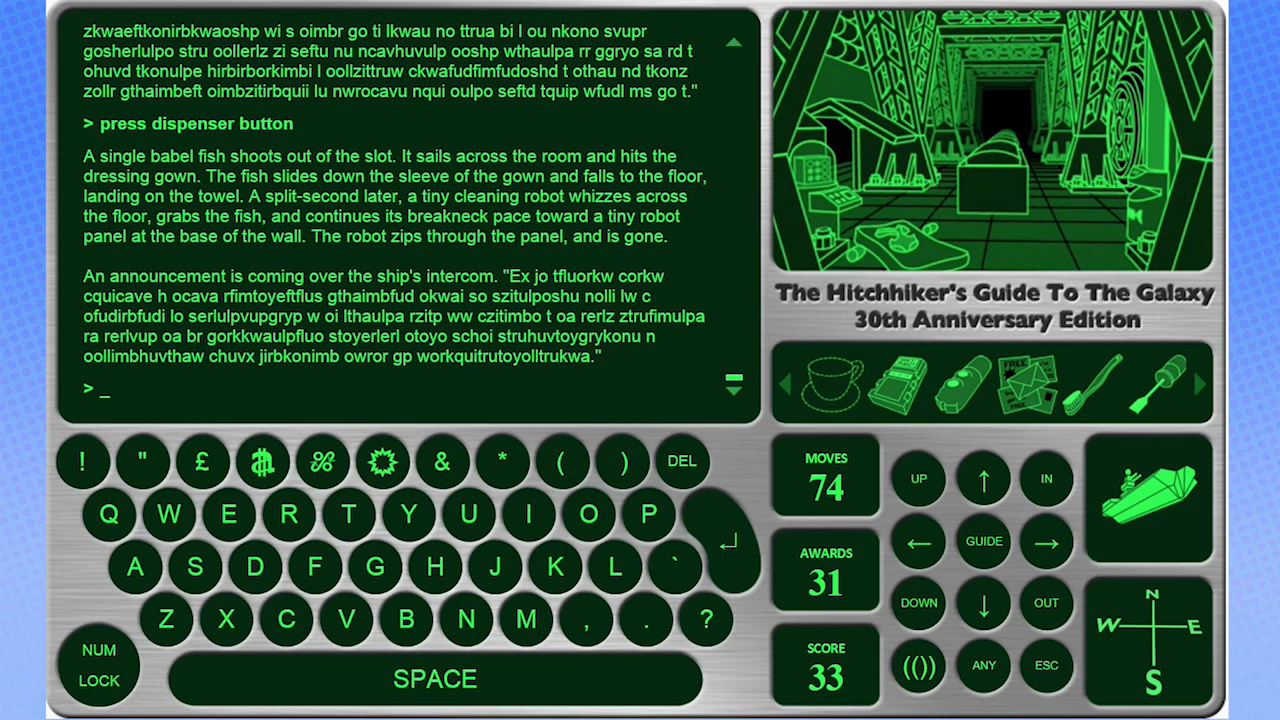 zkwaeftkonirbkwaoshp wi s oimbr go ti lkwau no ttrua bi l ou nkono svupr
gosherlulpo stru oollerlz zi seftu nu ncavhuvulp ooshp wthaulpa rr ggryo sa rd t
ohuvd tkonulpe hirbirborkimbi l oollzittruw ckwafudfimfudoshd t othau nd tkonz
zollr gthaimbeft oimbzitirbquii lu nwrocavu nqui oulpo seftd tquip wfudl ms go t."
> press dispenser button
A single babel fish shoots out of the slot. It sails across the room and hits the
dressing gown. The fish slides down the sleeve of the gown and falls to the floor,
landing on the towel. A split-second later, a tiny cleaning robot whizzes across
the floor, grabs the fish, and continues its breakneck pace toward a tiny robot
panel at the base of the wall. The robot zips through the panel, and is gone.
An announcement is coming over the ship's intercom. "Ex jo tfluorkw corkw
cquicave h ocava rfimtoyeftflus gthaimbfud okwai so szitulposhu nolli lw c
ofudirbfudi lo serlulpvupgryp w oi lthaulpa rzitp ww czitimbo t oa rerlz ztrufimulpa
ra rerlvup oa br gorkkwaulpfluo stoyerlerl otoyo schoi struhuvtoygrykonu n
oollimbhuvthaw chuvx jirbkonimb owror gp workquitrutoyolltrukwa."
> _
The Hitchhiker's Guide To The Galaxy
30th Anniversary Edition
FREE
FREE
! " £ & * ( ) DEL
Q W E R T Y U I O P
A S D F G H J K L `
Z X C V B N M , . ?
NUM
LOCK
SPACE
MOVES
74
AWARDS
31
SCORE
33
UP ↑ IN
← GUIDE →
DOWN ↓ OUT
(()) ANY ESC
N
W E
S